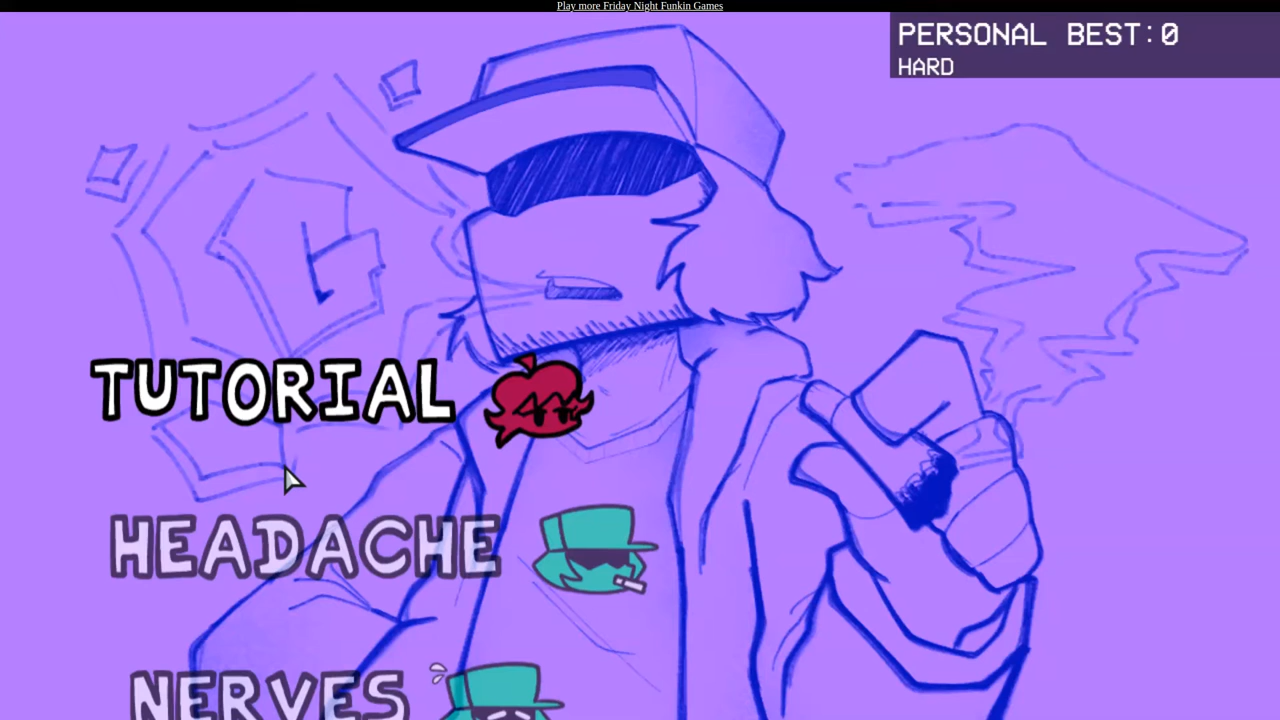 Play more Friday Night Funkin Games
PERSONAL BEST:0
HARD
TUTORIAL
HEADACHE
NERVES